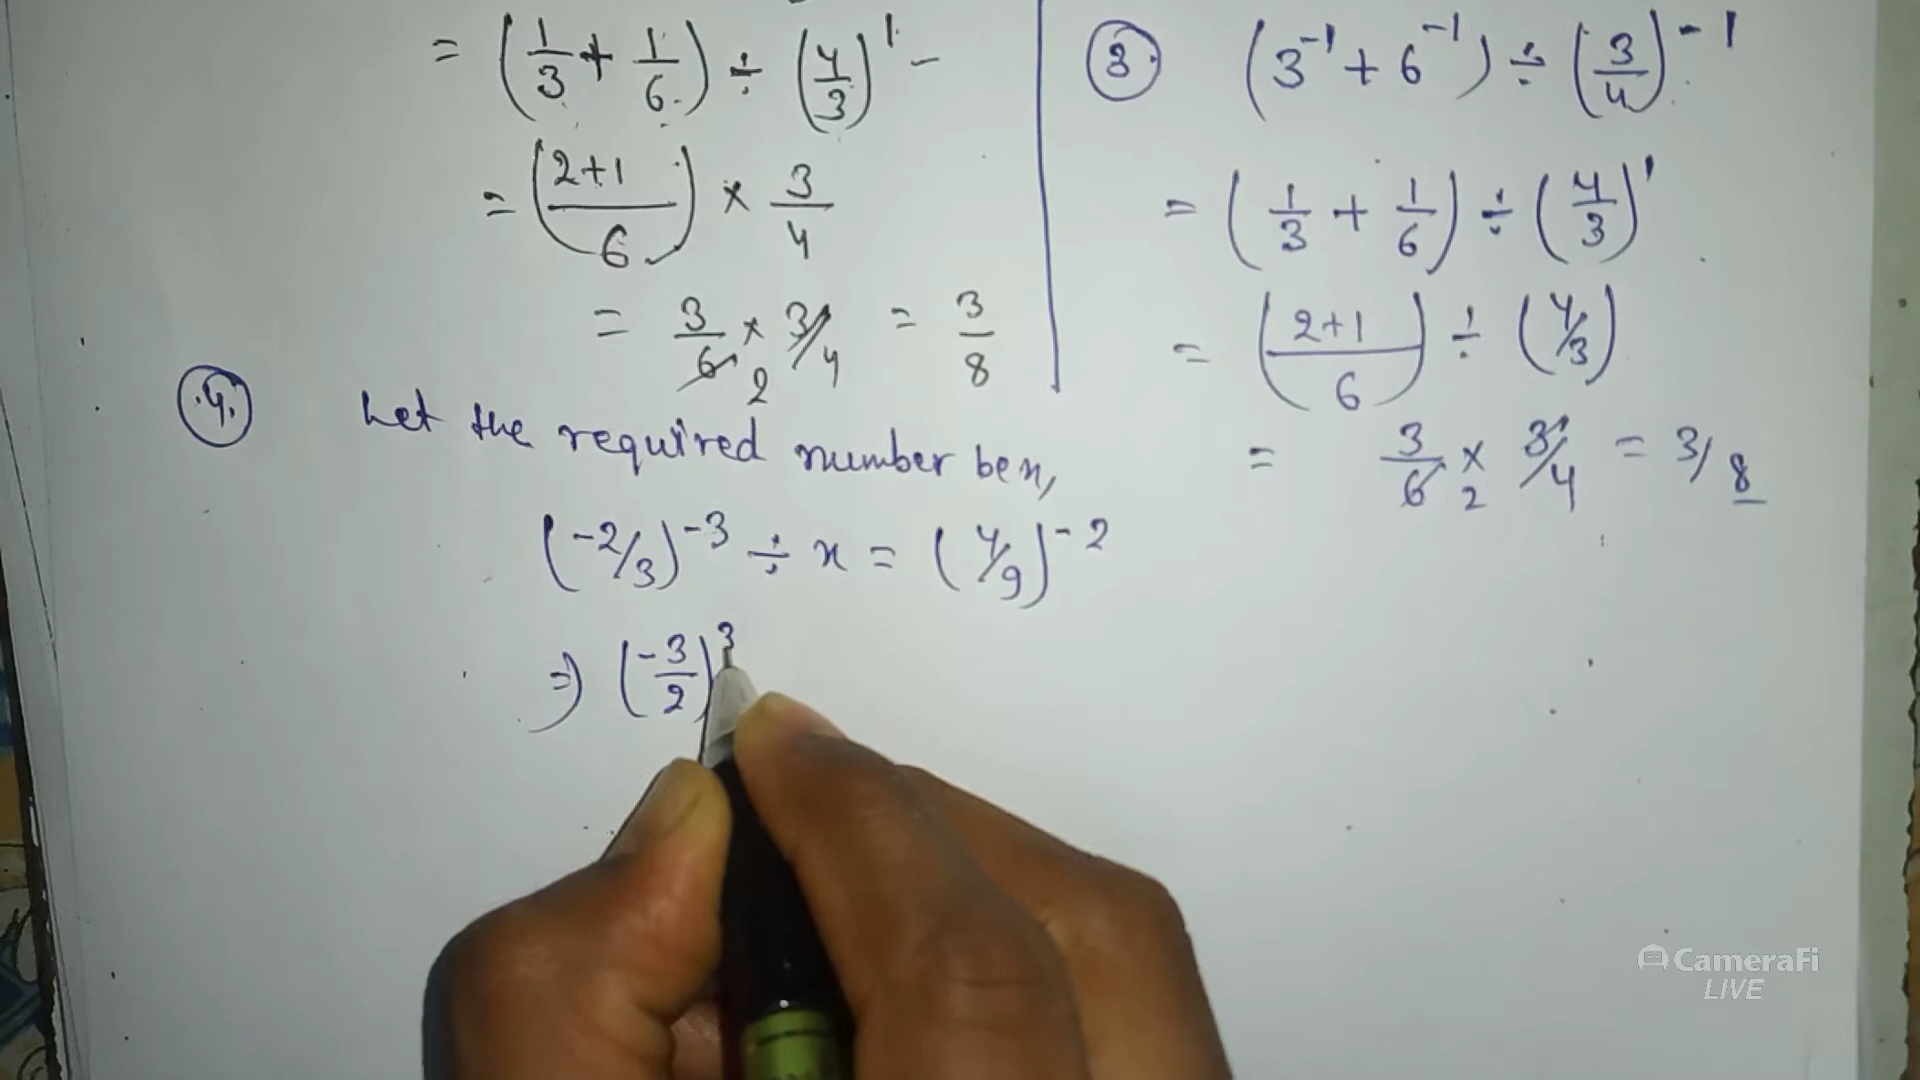 = (1/3 + 1/6) ÷ (4/3)^1 -
= ((2+1)/6) × 3/4
= 3/6 2 × 3/4 = 3/8
(3) (3^-1 + 6^-1) ÷ (3/4)^-1
= (1/3 + 1/6) ÷ (4/3)^1
= ((2+1)/6) ÷ (4/3)
= 3/6 2 × 3/4 = 3/8
(4.) Let the required number be x,
(-2/3)^-3 ÷ x = (4/9)^-2
⇒ (-3/2)^3
CameraFi
LIVE